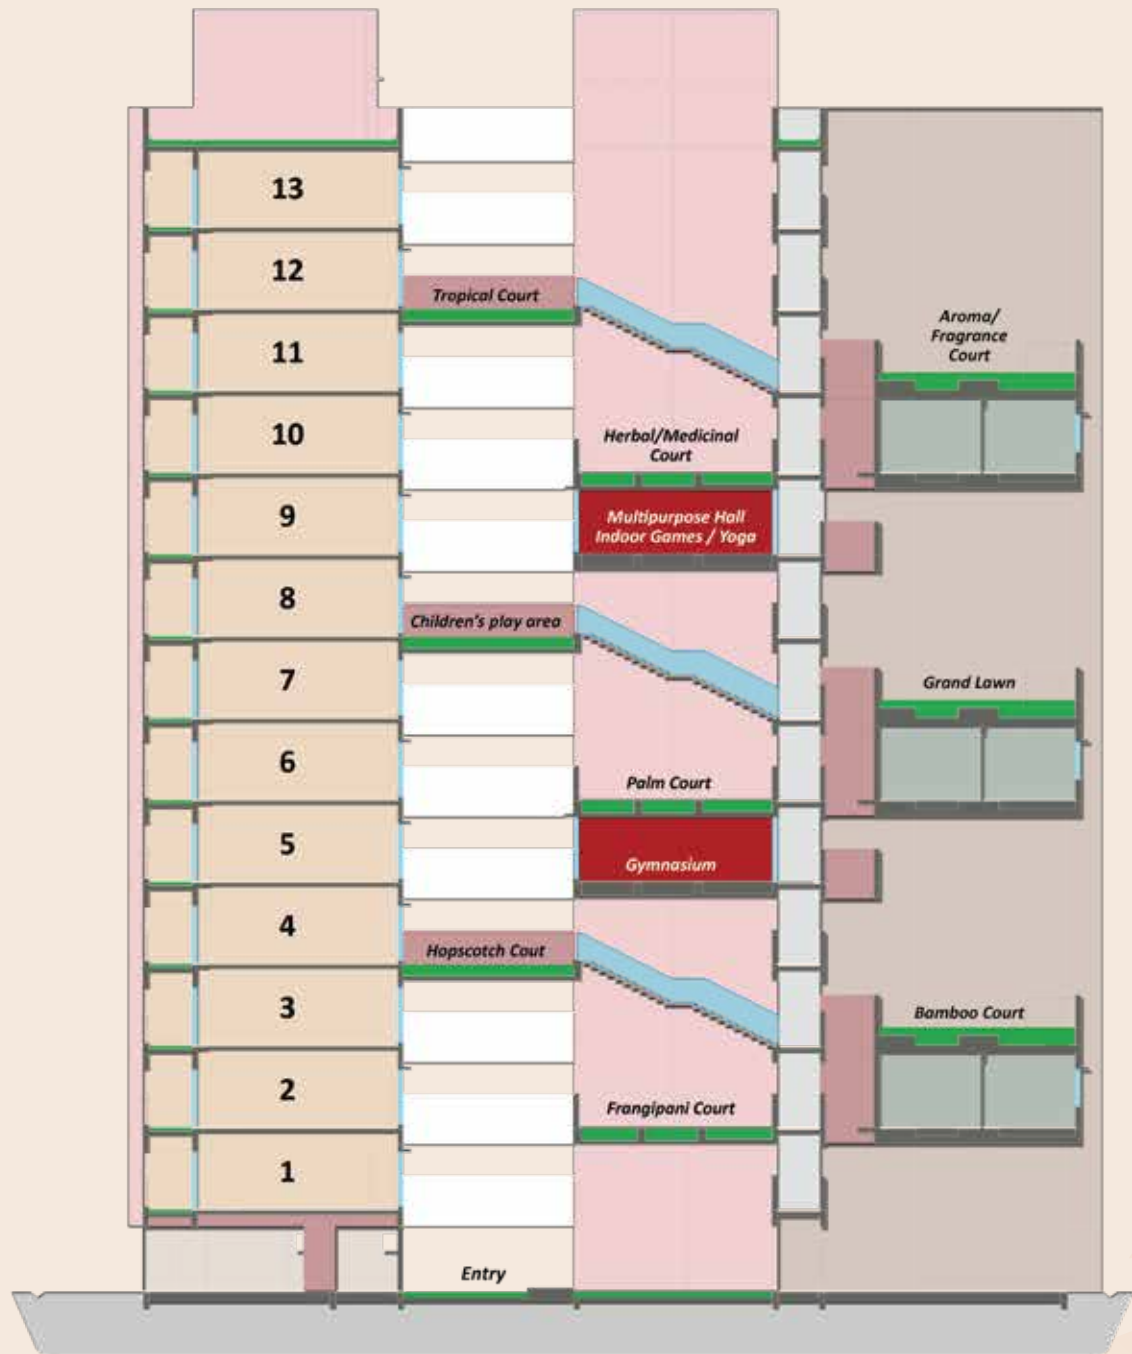 13
12
Tropical Court
Aroma/
Fragrance
Court
11
10
Herbal/Medicinal
Court
9
Multipurpose Hall
Indoor Games / Yoga
8
Children's play area
7
Grand Lawn
6
Palm Court
5
Gymnasium
4
Hopscotch Cout
3
Bamboo Court
2
Frangipani Court
1
Entry